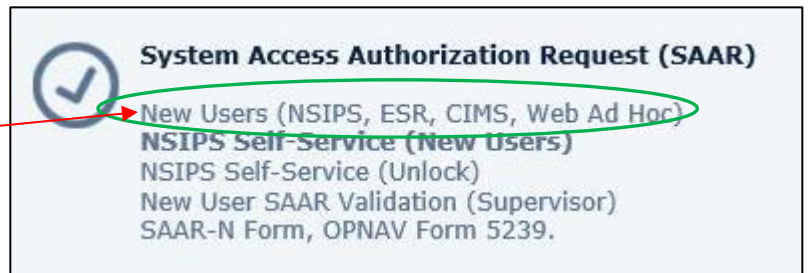 System Access Authorization Request (SAAR)
New Users (NSIPS, ESR, CIMS, Web Ad Hoc)
NSIPS Self-Service (New Users)
NSIPS Self-Service (Unlock)
New User SAAR Validation (Supervisor)
SAAR-N Form, OPNAV Form 5239.